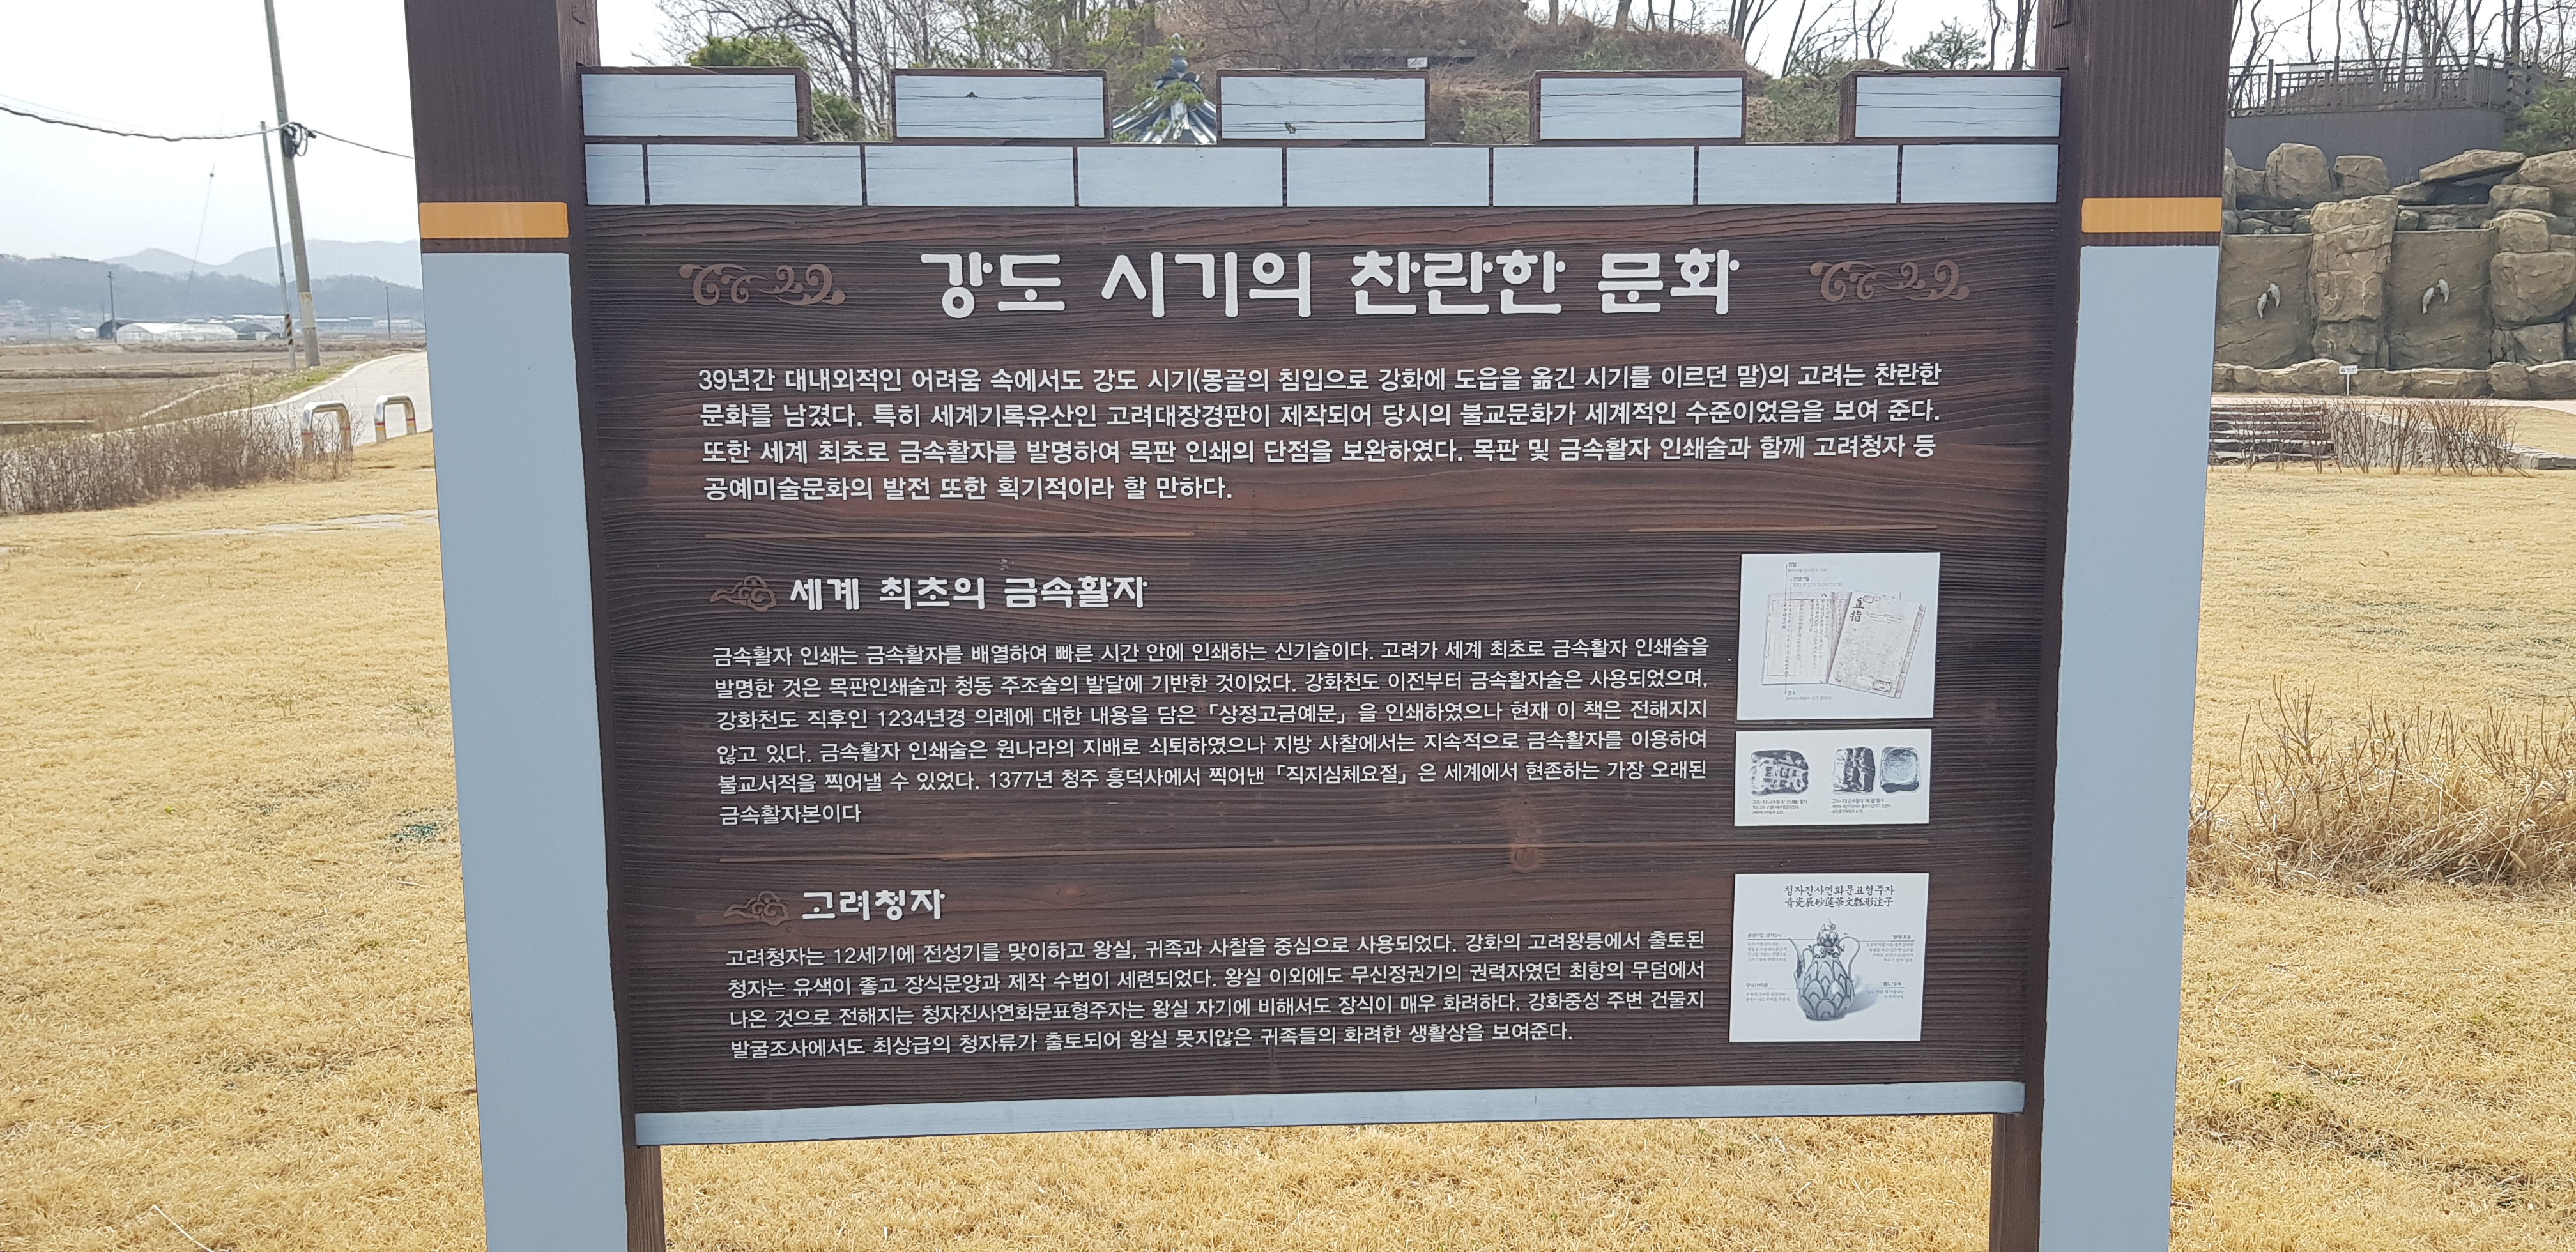 강도 시기의 찬란한 문화
39년간 대내외적인 어려움 속에서도 강도 시기(몽골의 침입으로 강화에 도읍을 옮긴 시기를 이르던 말)의 고려는 찬란한
문화를 남겼다. 특히 세계기록유산인 고려대장경판이 제작되어 당시의 불교문화가 세계적인 수준이었음을 보여 준다.
또한 세계 최초로 금속활자를 발명하여 목판 인쇄의 단점을 보완하였다. 목판 및 금속활자 인쇄술과 함께 고려청자 등
공예미술문화의 발전 또한 획기적이라 할 만하다.
세계 최초의 금속활자
금속활자 인쇄는 금속활자를 배열하여 빠른 시간 안에 인쇄하는 신기술이다. 고려가 세계 최초로 금속활자 인쇄술을
발명한 것은 목판인쇄술과 청동 주조술의 발달에 기반한 것이었다. 강화천도 이전부터 금속활자술은 사용되었으며,
강화천도 직후인 1234년경 의례에 대한 내용을 담은「상정고금예문」을 인쇄하였으나 현재 이 책은 전해지지
않고 있다. 금속활자 인쇄술은 원나라의 지배로 쇠퇴하였으나 지방 사찰에서는 지속적으로 금속활자를 이용하여
불교서적을 찍어낼 수 있었다. 1377년 청주 흥덕사에서 찍어낸「직지심체요절」은 세계에서 현존하는 가장 오래된
금속활자본이다
直指
고려청자
고려청자는 12세기에 전성기를 맞이하고 왕실, 귀족과 사찰을 중심으로 사용되었다. 강화의 고려왕릉에서 출토된
청자는 유색이 좋고 장식문양과 제작 수법이 세련되었다. 왕실 이외에도 무신정권기의 권력자였던 최항의 무덤에서
나온 것으로 전해지는 청자진사연화문표형주자는 왕실 자기에 비해서도 장식이 매우 화려하다. 강화중성 주변 건물지
발굴조사에서도 최상급의 청자류가 출토되어 왕실 못지않은 귀족들의 화려한 생활상을 보여준다.
청자진사연화문표형주자
靑瓷辰砂蓮華文瓢形注子